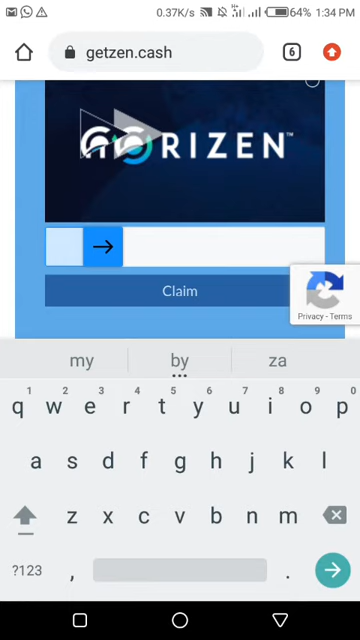 0.37K/s 64% 1:34 PM
getzen.cash
6
HORIZEN™
Claim
Privacy - Terms
my by za
1 2 3 4 5 6 7 8 9 0
q w e r t y u i o p
a s d f g h j k l
z x c v b n m
?123 , .